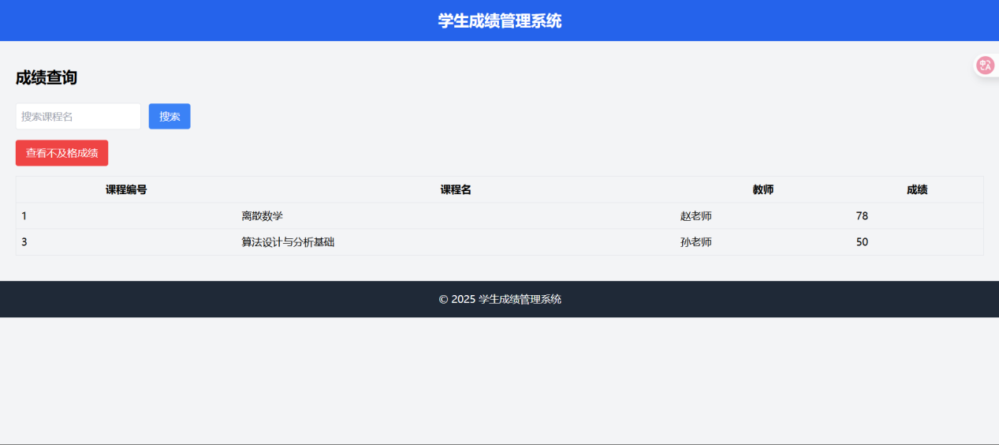 学生成绩管理系统
成绩查询
搜索课程名 搜索
查看不及格成绩
课程编号 课程名 教师 成绩
1 离散数学 赵老师 78
3 算法设计与分析基础 孙老师 50
© 2025 学生成绩管理系统
中 A